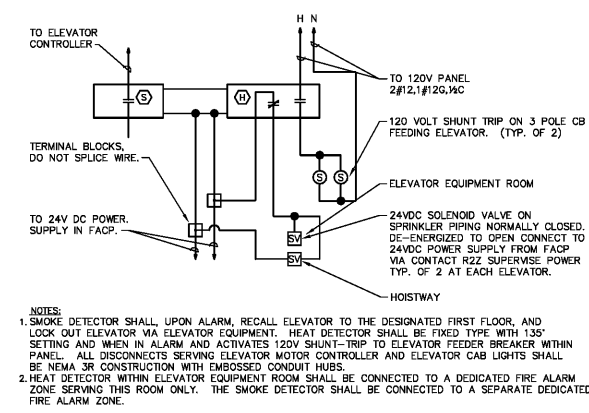 H N
TO ELEVATOR
CONTROLLER
S
H
TO 120V PANEL
2#12,1#12G,½C
120 VOLT SHUNT TRIP ON 3 POLE CB
FEEDING ELEVATOR. (TYP. OF 2)
TERMINAL BLOCKS,
DO NOT SPLICE WIRE.
S S
ELEVATOR EQUIPMENT ROOM
TO 24V DC POWER.
SUPPLY IN FACP.
SV
SV
24VDC SOLENOID VALVE ON
SPRINKLER PIPING NORMALLY CLOSED.
DE-ENERGIZED TO OPEN CONNECT TO
24VDC POWER SUPPLY FROM FACP
VIA CONTACT R2Z SUPERVISE POWER
TYP. OF 2 AT EACH ELEVATOR.
HOISTWAY
NOTES:
1. SMOKE DETECTOR SHALL, UPON ALARM, RECALL ELEVATOR TO THE DESIGNATED FIRST FLOOR, AND
LOCK OUT ELEVATOR VIA ELEVATOR EQUIPMENT. HEAT DETECTOR SHALL BE FIXED TYPE WITH 135°
SETTING AND WHEN IN ALARM AND ACTIVATES 120V SHUNT-TRIP TO ELEVATOR FEEDER BREAKER WITHIN
PANEL. ALL DISCONNECTS SERVING ELEVATOR MOTOR CONTROLLER AND ELEVATOR CAB LIGHTS SHALL
BE NEMA 3R CONSTRUCTION WITH EMBOSSED CONDUIT HUBS.
2. HEAT DETECTOR WITHIN ELEVATOR EQUIPMENT ROOM SHALL BE CONNECTED TO A DEDICATED FIRE ALARM
ZONE SERVING THIS ROOM ONLY. THE SMOKE DETECTOR SHALL BE CONNECTED TO A SEPARATE DEDICATED
FIRE ALARM ZONE.